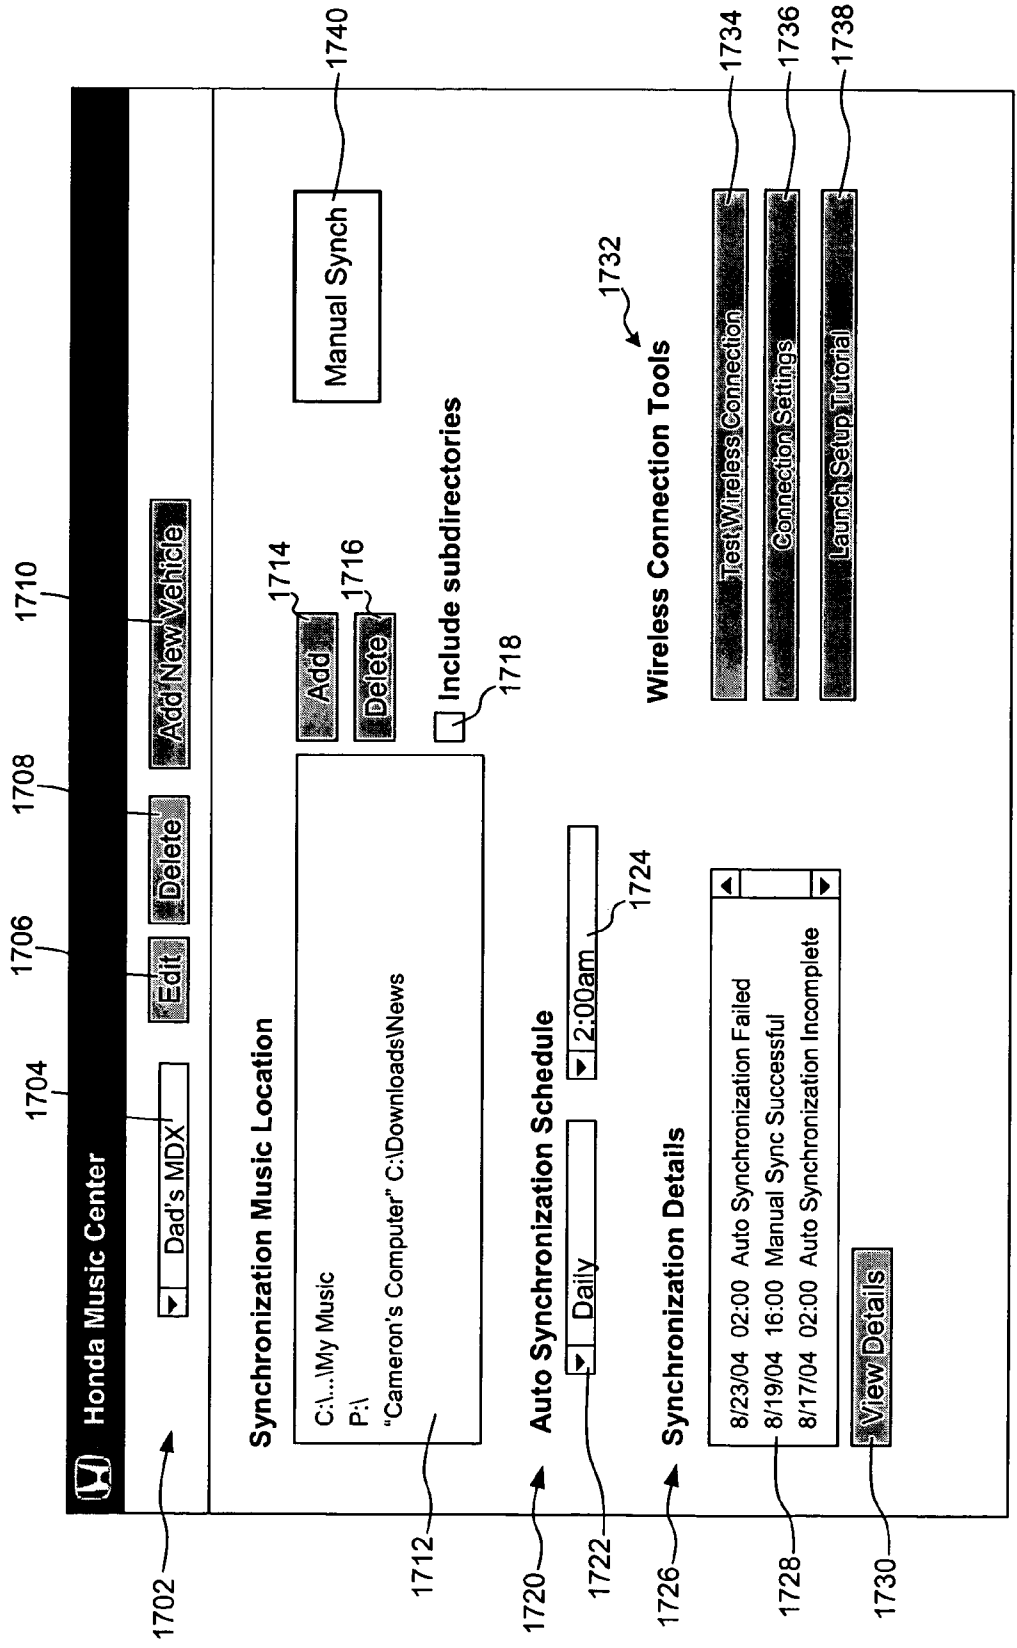 1704
1706
1708
1710
Honda Music Center
1702
Dad's MDX
Edit
Delete
Add New Vehicle
Synchronization Music Location
1740
Manual Synch
C:\...\My Music
P:\
“Cameron's Computer” C:\Downloads\News
1712
Add
1714
Delete
1716
Include subdirectories
1718
1720
Auto Synchronization Schedule
Daily
1722
2:00am
1724
1726
Synchronization Details
8/23/04 02:00 Auto Synchronization Failed
8/19/04 16:00 Manual Sync Successful
8/17/04 02:00 Auto Synchronization Incomplete
1728
View Details
1730
Wireless Connection Tools
1732
Test Wireless Connection
1734
Connection Settings
1736
Launch Setup Tutorial
1738